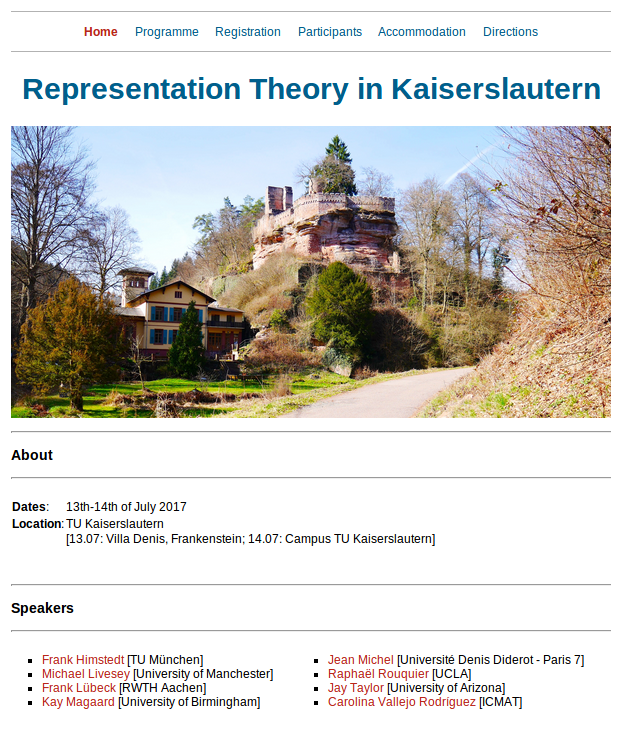 Home Programme Registration Participants Accommodation Directions
Representation Theory in Kaiserslautern
About
Dates: 13th-14th of July 2017
Location: TU Kaiserslautern
[13.07: Villa Denis, Frankenstein; 14.07: Campus TU Kaiserslautern]
Speakers
Frank Himstedt [TU München]
Michael Livesey [University of Manchester]
Frank Lübeck [RWTH Aachen]
Kay Magaard [University of Birmingham]
Jean Michel [Université Denis Diderot - Paris 7]
Raphaël Rouquier [UCLA]
Jay Taylor [University of Arizona]
Carolina Vallejo Rodríguez [ICMAT]